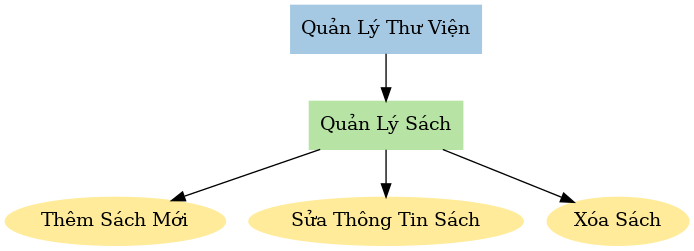 Quản Lý Thư Viện
Quản Lý Sách
Thêm Sách Mới
Sửa Thông Tin Sách
Xóa Sách